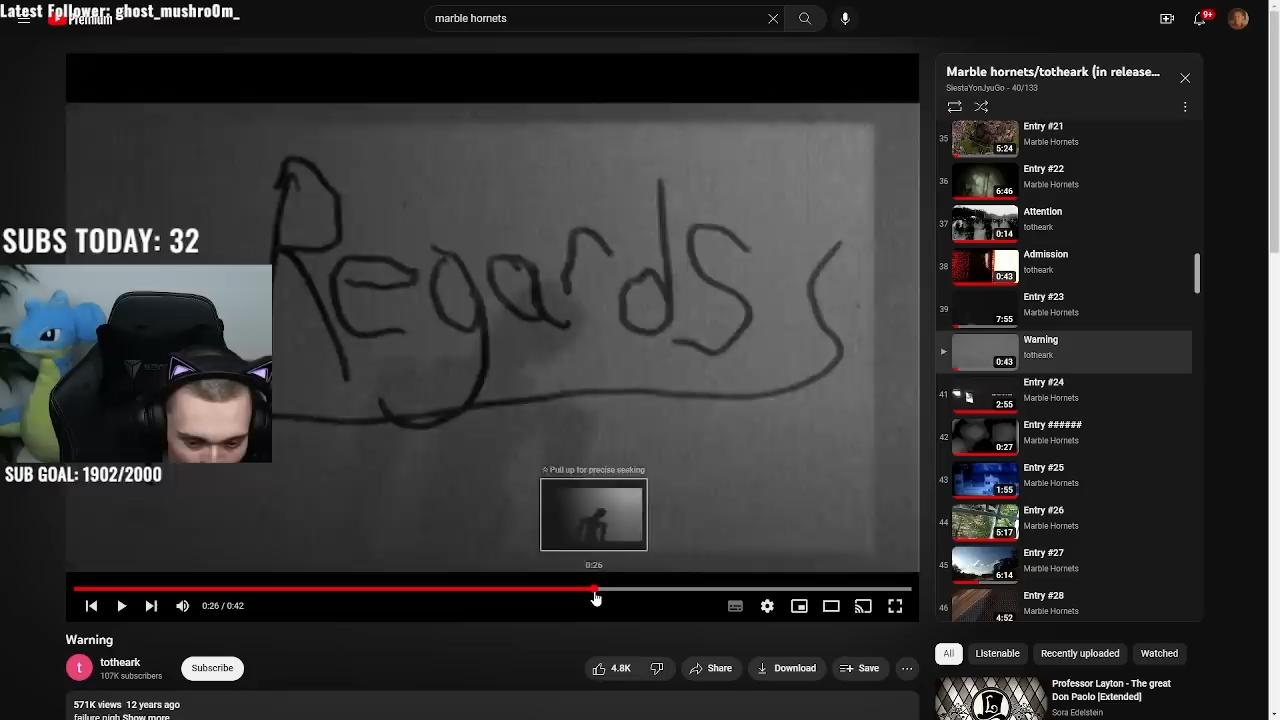 Latest Follower: ghost_mushro0m_
Premium
marble hornets
9+
Regards
SUBS TODAY: 32
SUB GOAL: 1902/2000
Pull up for precise seeking
0:26
0:26 / 0:42
Warning
totheark
107K subscribers
Subscribe
4.8K
Share
Download
Save
571K views 12 years ago
failure nigh Show more
Marble hornets/totheark (in release...
SiestaYonJyuGo - 40/133
35
5:24
Entry #21
Marble Hornets
36
6:46
Entry #22
Marble Hornets
37
0:14
Attention
totheark
38
0:43
Admission
totheark
39
7:55
Entry #23
Marble Hornets
0:43
Warning
totheark
41
2:55
Entry #24
Marble Hornets
42
0:27
Entry ######
Marble Hornets
43
1:55
Entry #25
Marble Hornets
44
5:17
Entry #26
Marble Hornets
45
6:14
Entry #27
Marble Hornets
46
4:52
Entry #28
Marble Hornets
All
Listenable
Recently uploaded
Watched
Professor Layton - The great
Don Paolo [Extended]
Sora Edelstein